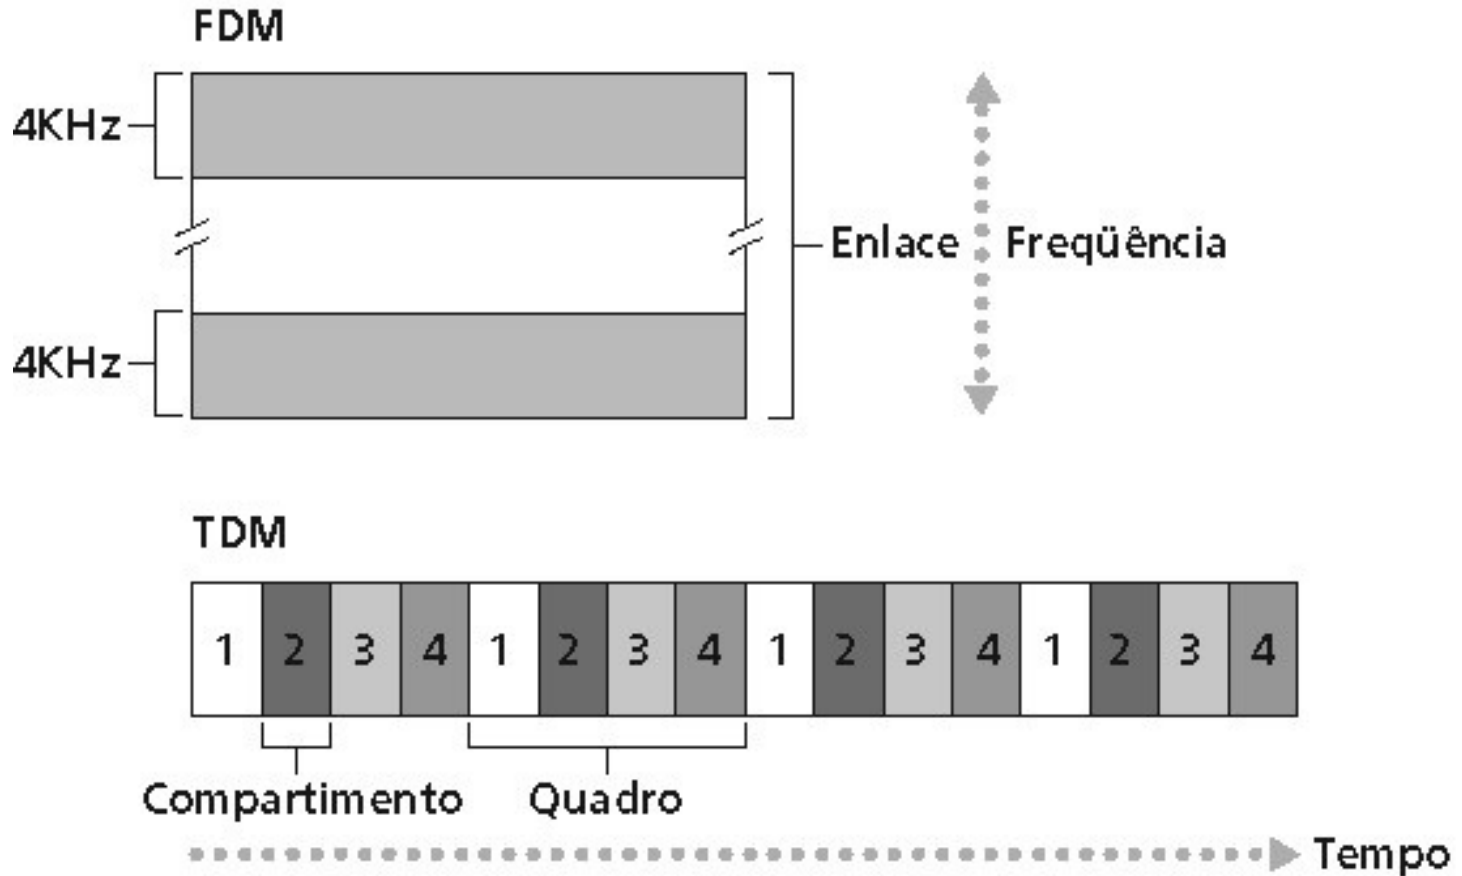 FDM
4KHz
Enlace
Freqüência
4KHz
TDM
1 2 3 4 1 2 3 4 1 2 3 4 1 2 3 4
Compartimento
Quadro
Tempo